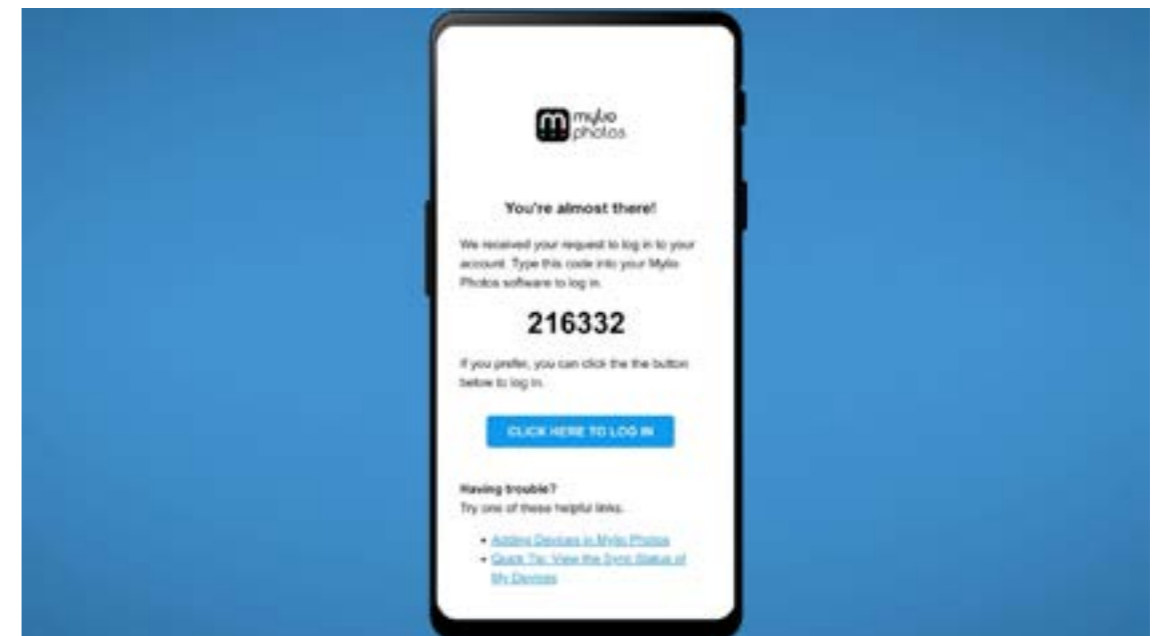 mylio
photos
You're almost there!
We received your request to log in to your
account. Type this code into your Mylio
Photos software to log in.
216332
If you prefer, you can click the the button
below to log in.
CLICK HERE TO LOG IN
Having trouble?
Try one of these helpful links.
• Adding Devices in Mylio Photos
• Quick Tip: View the Sync Status of
My Devices